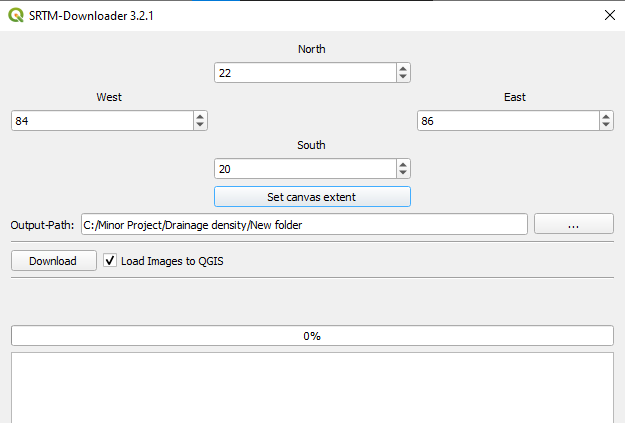 SRTM-Downloader 3.2.1
North
22
West
East
84
86
South
20
Set canvas extent
Output-Path: C:/Minor Project/Drainage density/New folder ...
Download Load Images to QGIS
0%